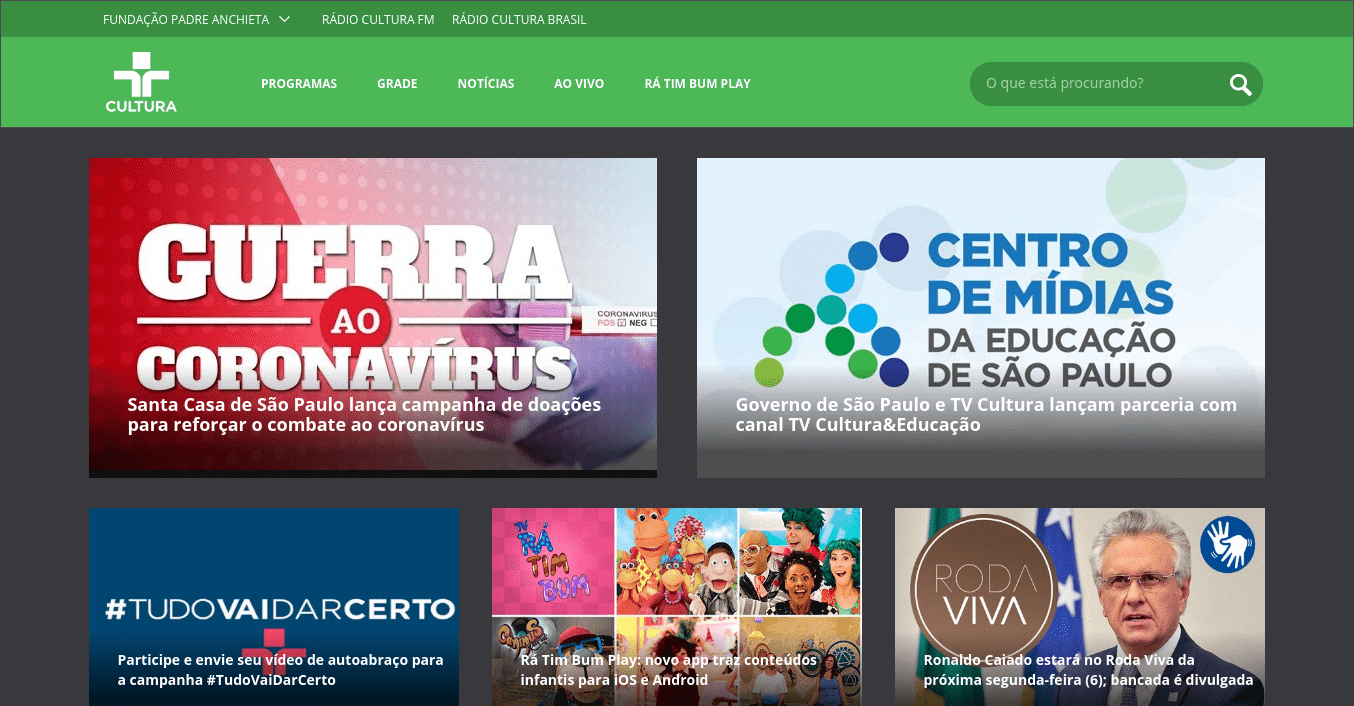 FUNDAÇÃO PADRE ANCHIETA
RÁDIO CULTURA FM
RÁDIO CULTURA BRASIL
CULTURA
PROGRAMAS
GRADE
NOTÍCIAS
AO VIVO
RÁ TIM BUM PLAY
O que está procurando?
GUERRA
AO
CORONAVÍRUS
CORONAVIRUS
POS NEG
Santa Casa de São Paulo lança campanha de doações
para reforçar o combate ao coronavírus
CENTRO
DE MÍDIAS
DA EDUCAÇÃO
DE SÃO PAULO
Governo de São Paulo e TV Cultura lançam parceria com
canal TV Cultura&Educação
#TUDOVAIDARCERTO
Participe e envie seu vídeo de autoabraço para
a campanha #TudoVaiDarCerto
TV
RÁ
TIM
BUM
Rá Tim Bum Play: novo app traz conteúdos
infantis para iOS e Android
RODA
VIVA
Ronaldo Caiado estará no Roda Viva da
próxima segunda-feira (6); bancada é divulgada